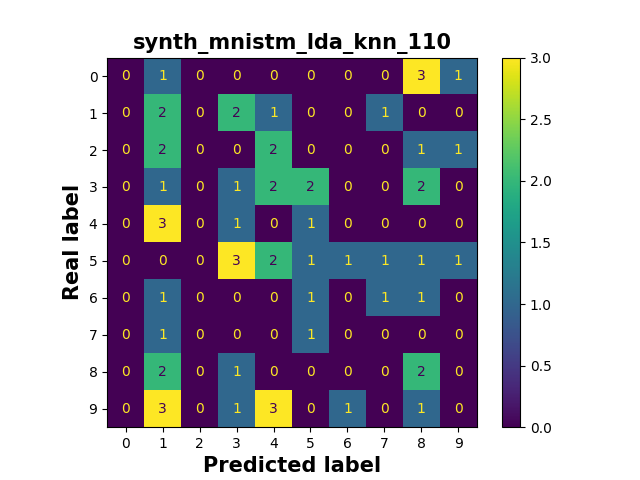 synth_mnistm_lda_knn_110
0 0 1 0 0 0 0 0 0 3 1
1 0 2 0 2 1 0 0 1 0 0
2 0 2 0 0 2 0 0 0 1 1
3 0 1 0 1 2 2 0 0 2 0
4 0 3 0 1 0 1 0 0 0 0
5 0 0 0 3 2 1 1 1 1 1
6 0 1 0 0 0 1 0 1 1 0
7 0 1 0 0 0 1 0 0 0 0
8 0 2 0 1 0 0 0 0 2 0
9 0 3 0 1 3 0 1 0 1 0
0 1 2 3 4 5 6 7 8 9
Real label
Predicted label
3.0
2.5
2.0
1.5
1.0
0.5
0.0